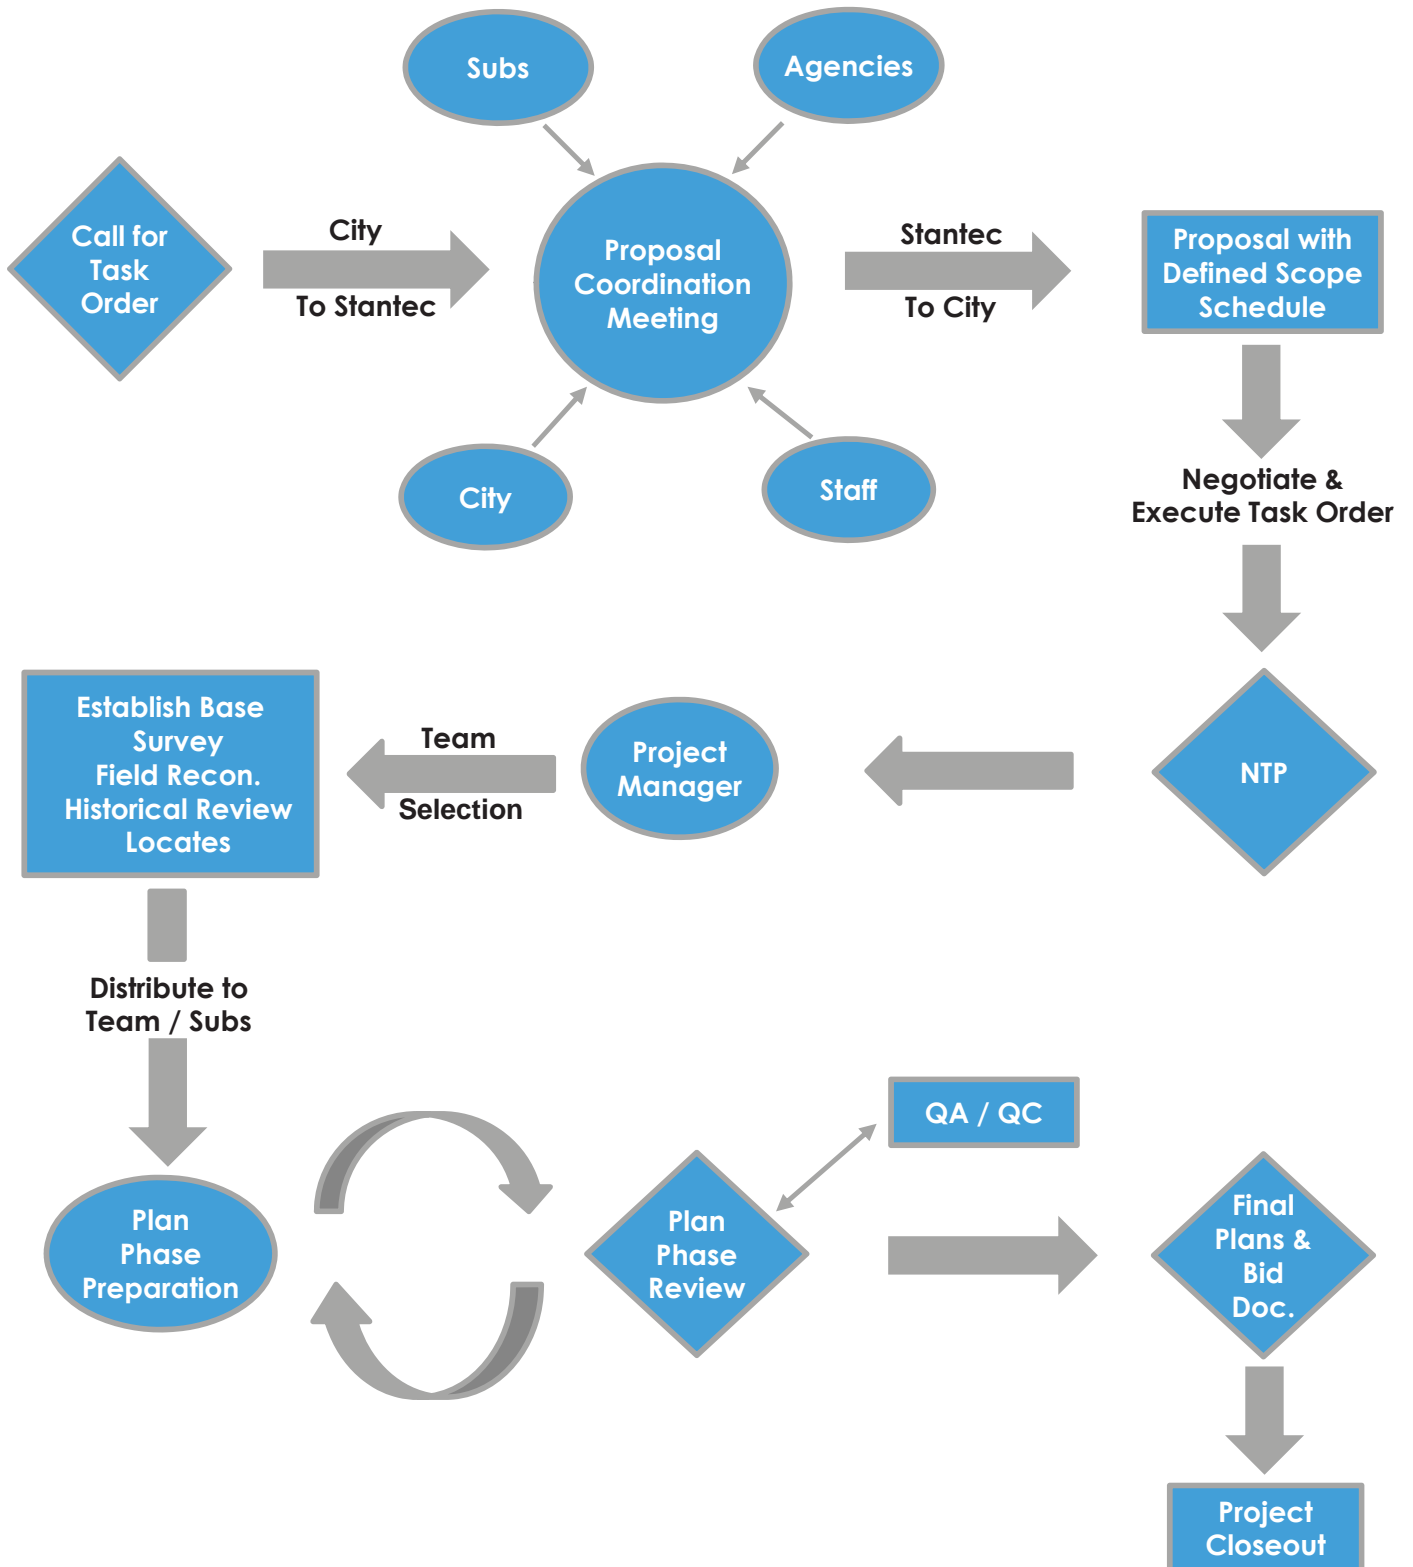 Subs
Agencies
Call for
Task
Order
City
To Stantec
Proposal
Coordination
Meeting
Stantec
To City
Proposal with
Defined Scope
Schedule
City
Staff
Negotiate &
Execute Task Order
NTP
Project
Manager
Team
Selection
Establish Base
Survey
Field Recon.
Historical Review
Locates
Distribute to
Team / Subs
Plan
Phase
Preparation
Plan
Phase
Review
QA / QC
Final
Plans &
Bid
Doc.
Project
Closeout